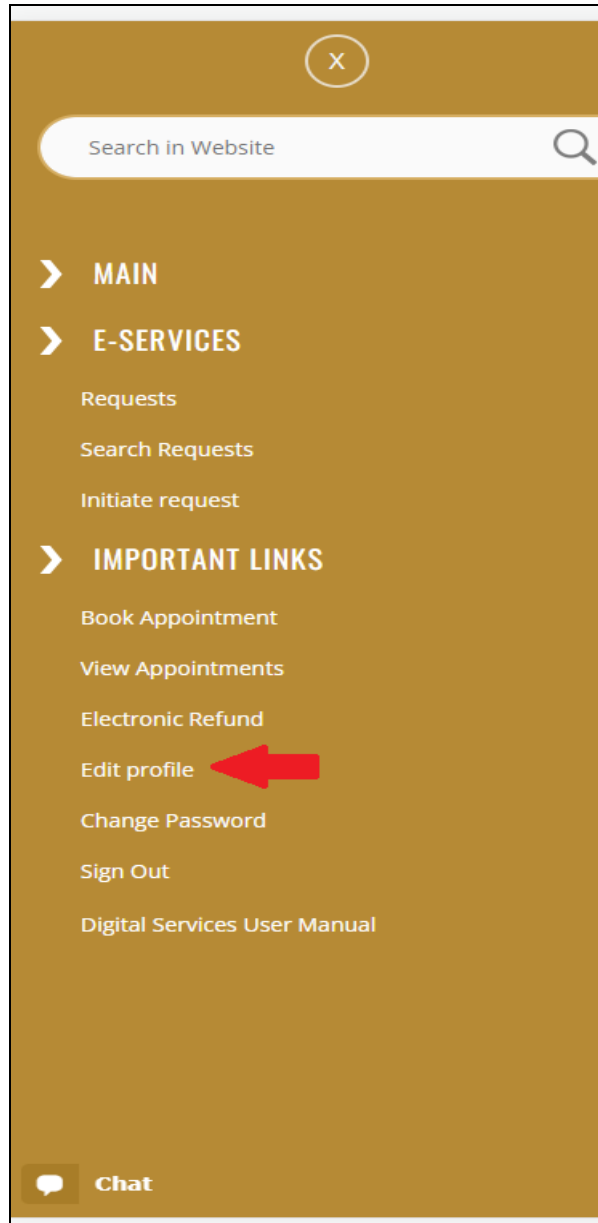 X
Search in Website
MAIN
E-SERVICES
Requests
Search Requests
Initiate request
IMPORTANT LINKS
Book Appointment
View Appointments
Electronic Refund
Edit profile
Change Password
Sign Out
Digital Services User Manual
Chat